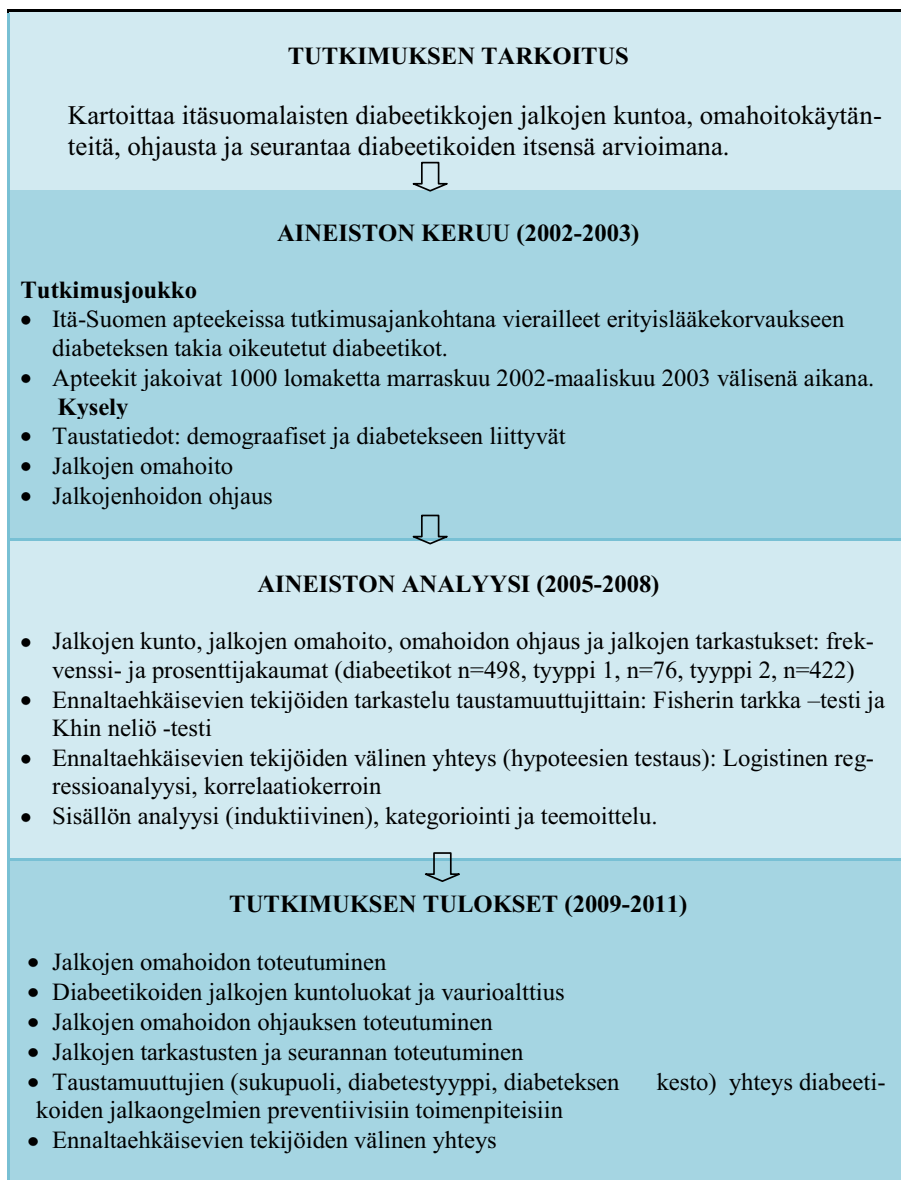 TUTKIMUKSEN TARKOITUS
Kartoittaa itäsuomalaisten diabeetikkojen jalkojen kuntoa, omahoitokäytän-
teitä, ohjausta ja seurantaa diabeetikoiden itsensä arvioimana.
AINEISTON KERUU (2002-2003)
Tutkimusjoukko
• Itä-Suomen apteekeissa tutkimusajankohtana vierailleet erityislääkekorvaukseen
diabeteksen takia oikeutetut diabeetikot.
• Apteekit jakoivat 1000 lomaketta marraskuu 2002-maaliskuu 2003 välisenä aikana.
Kysely
• Taustatiedot: demograafiset ja diabetekseen liittyvät
• Jalkojen omahoito
• Jalkojenhoidon ohjaus
AINEISTON ANALYYSI (2005-2008)
• Jalkojen kunto, jalkojen omahoito, omahoidon ohjaus ja jalkojen tarkastukset: frek-
venssi- ja prosenttijakaumat (diabeetikot n=498, tyyppi 1, n=76, tyyppi 2, n=422)
• Ennaltaehkäisevien tekijöiden tarkastelu taustamuuttujittain: Fisherin tarkka –testi ja
Khin neliö -testi
• Ennaltaehkäisevien tekijöiden välinen yhteys (hypoteesien testaus): Logistinen reg-
ressioanalyysi, korrelaatiokerroin
• Sisällön analyysi (induktiivinen), kategoriointi ja teemoittelu.
TUTKIMUKSEN TULOKSET (2009-2011)
• Jalkojen omahoidon toteutuminen
• Diabeetikoiden jalkojen kuntoluokat ja vaurioalttius
• Jalkojen omahoidon ohjauksen toteutuminen
• Jalkojen tarkastusten ja seurannan toteutuminen
• Taustamuuttujien (sukupuoli, diabetestyyppi, diabeteksen kesto) yhteys diabeeti-
koiden jalkaongelmien preventiivisiin toimenpiteisiin
• Ennaltaehkäisevien tekijöiden välinen yhteys